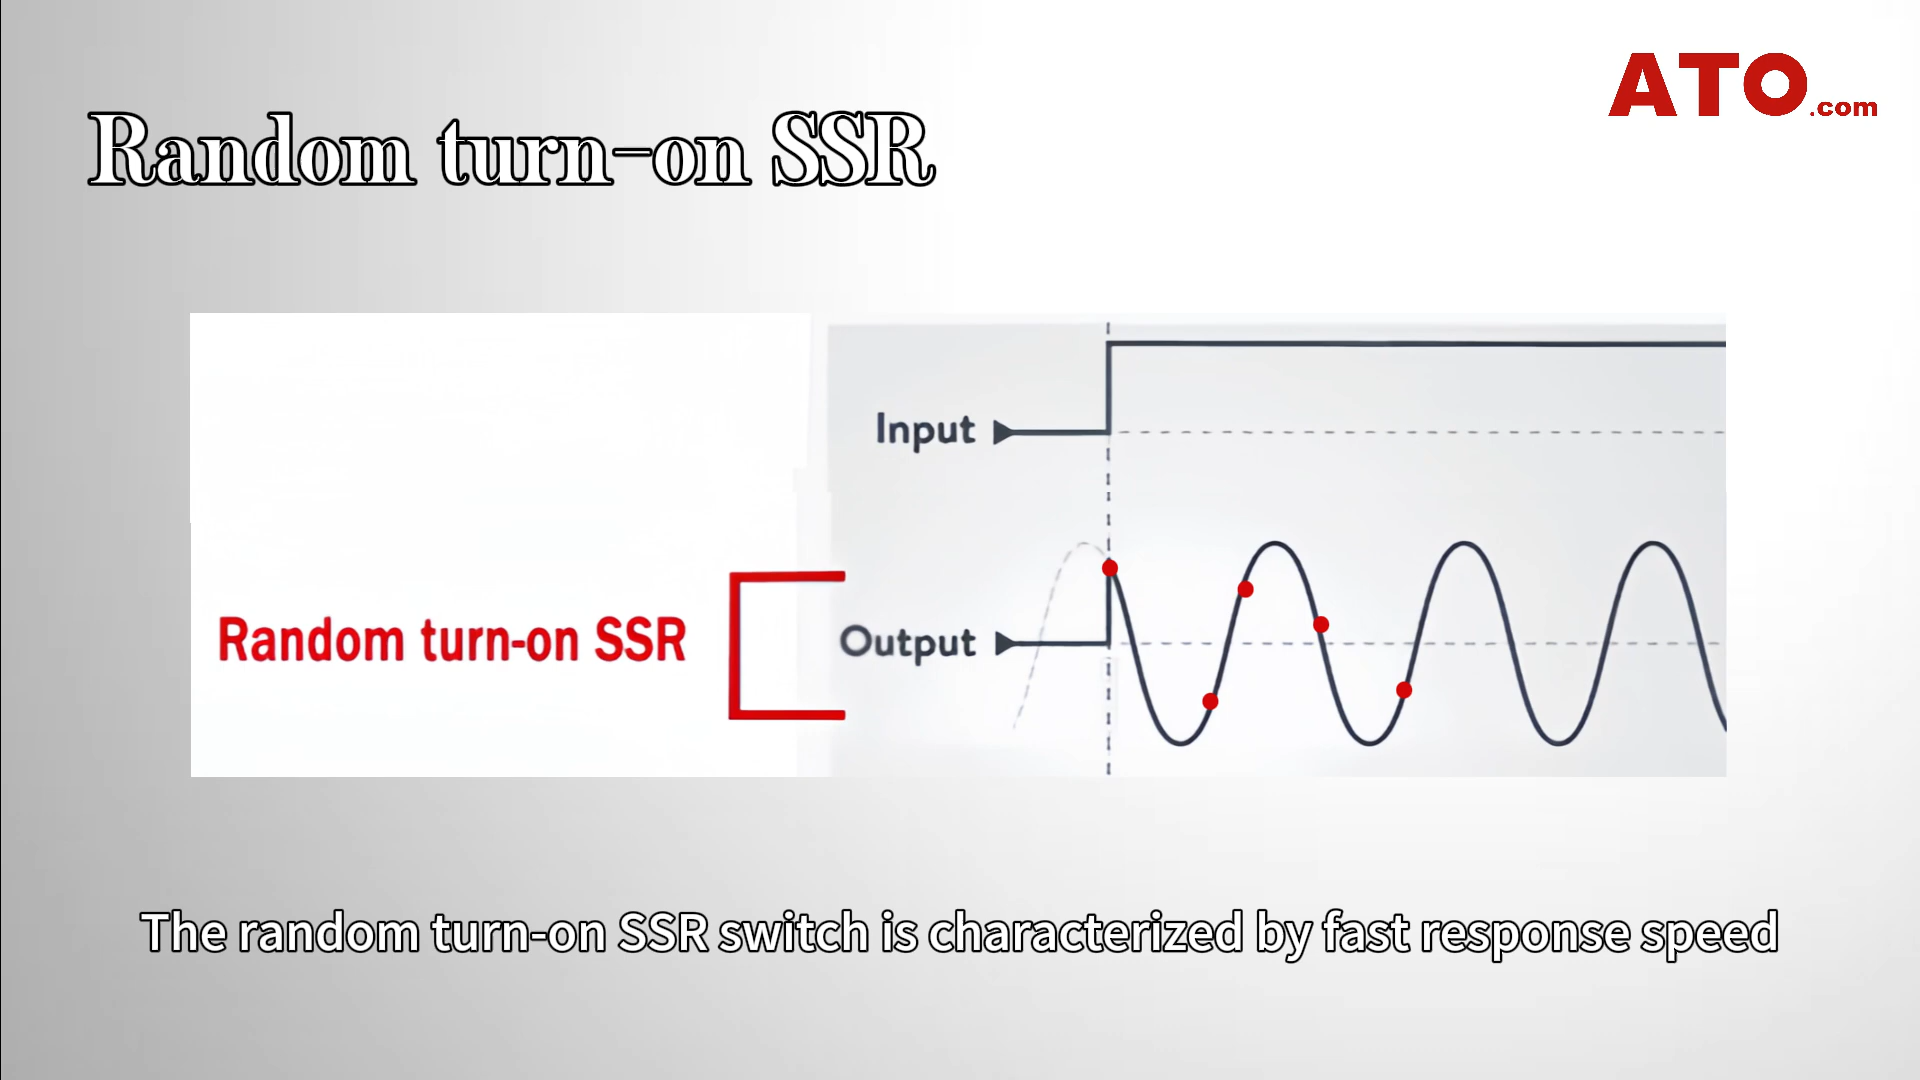 ATO.com
Random turn-on SSR
Input
Output
Random turn-on SSR
The random turn-on SSR switch is characterized by fast response speed